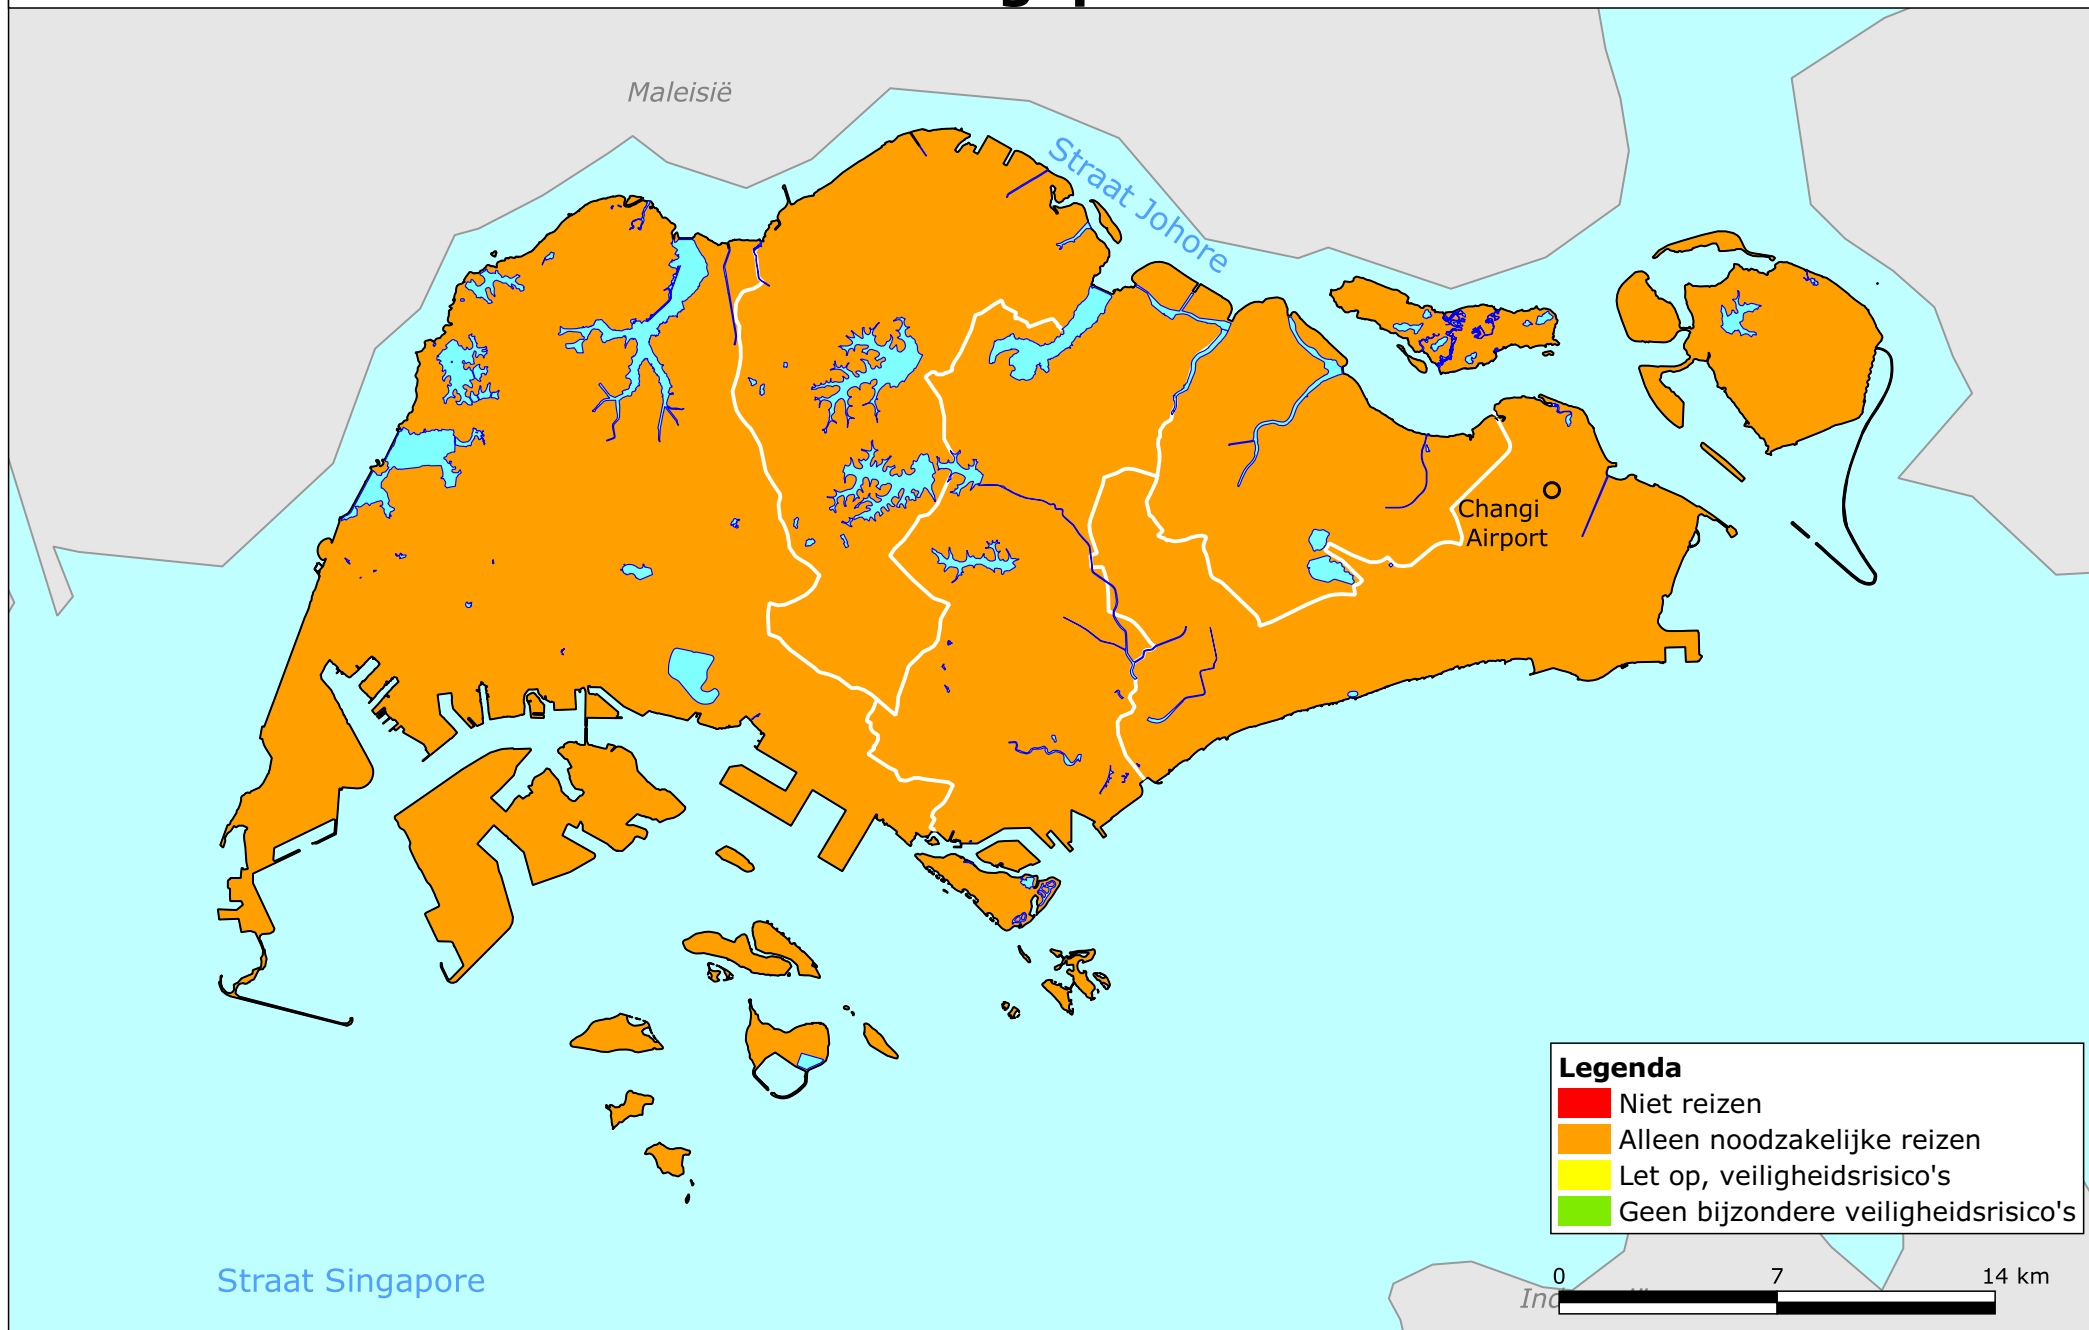 Maleisië
Straat Johore
Changi
Airport
Legenda
Niet reizen
Alleen noodzakelijke reizen
Let op, veiligheidsrisico's
Geen bijzondere veiligheidsrisico's
Straat Singapore
0 7 14 km